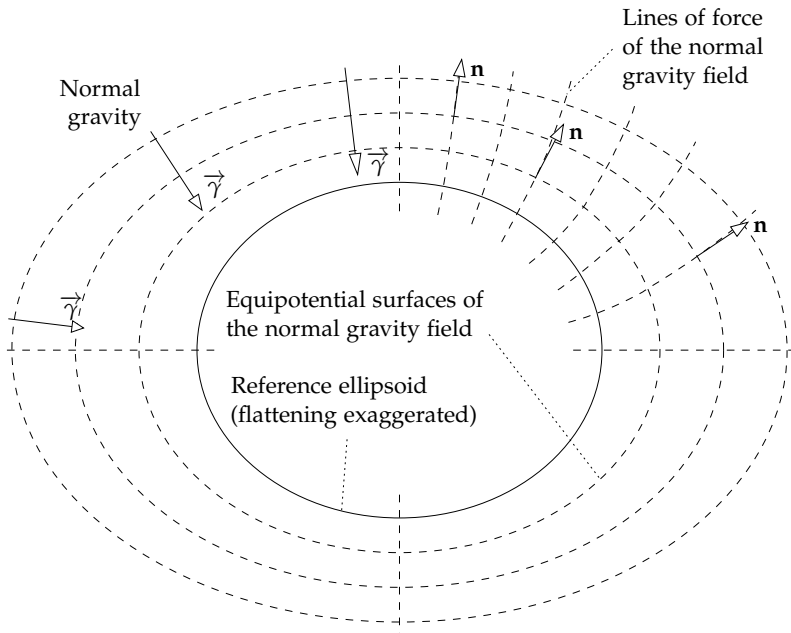 Lines of force
of the normal
gravity field
Normal
gravity
n
n
n
γ⃗
γ⃗
γ⃗
Equipotential surfaces of
the normal gravity field
Reference ellipsoid
(flattening exaggerated)